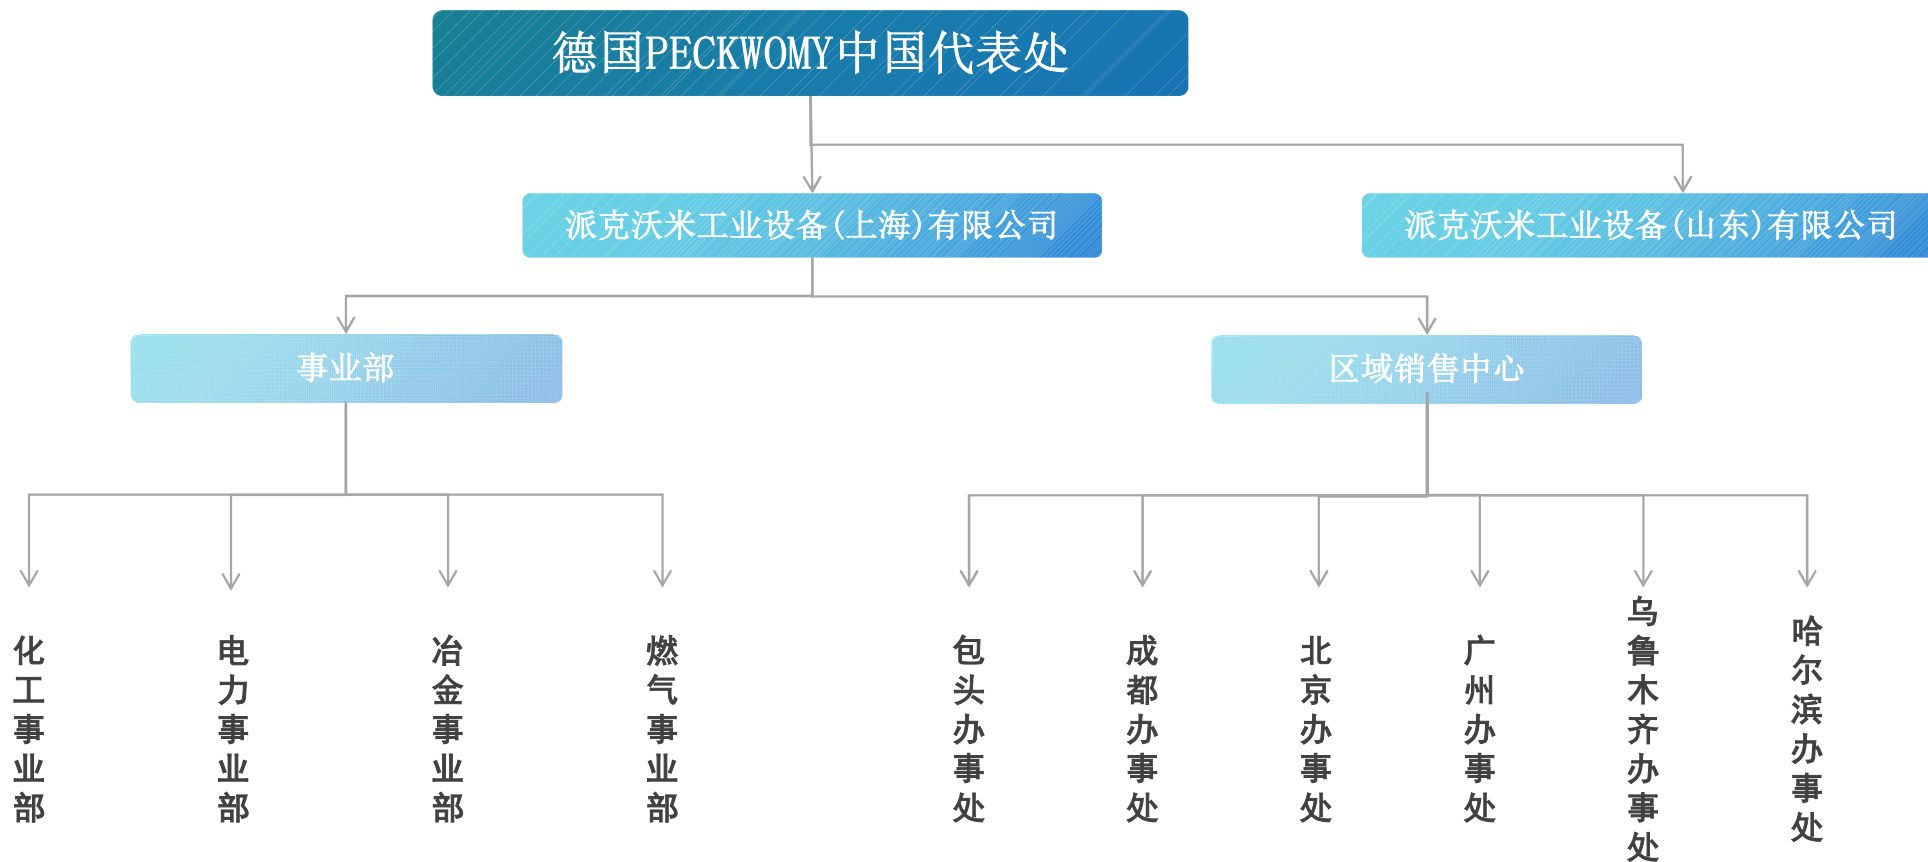 德国PECKWOMY中国代表处
派克沃米工业设备(上海)有限公司
派克沃米工业设备(山东)有限公司
事业部
区域销售中心
化工事业部
电力事业部
冶金事业部
燃气事业部
包头办事处
成都办事处
北京办事处
广州办事处
乌鲁木齐办事处
哈尔滨办事处